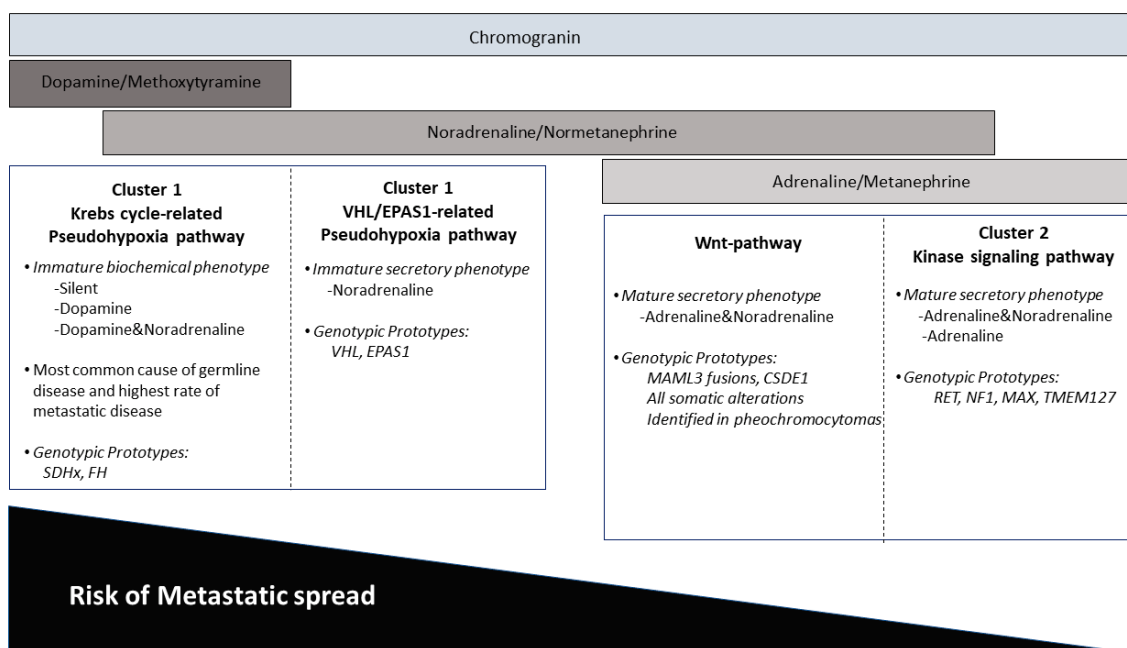 Chromogranin
Dopamine/Methoxytyramine
Noradrenaline/Normetanephrine
Adrenaline/Metanephrine
Cluster 1
Krebs cycle-related
Pseudohypoxia pathway
• Immature biochemical phenotype
-Silent
-Dopamine
-Dopamine&Noradrenaline
• Most common cause of germline
disease and highest rate of
metastatic disease
• Genotypic Prototypes:
SDHx, FH
Cluster 1
VHL/EPAS1-related
Pseudohypoxia pathway
• Immature secretory phenotype
-Noradrenaline
• Genotypic Prototypes:
VHL, EPAS1
Wnt-pathway
• Mature secretory phenotype
-Adrenaline&Noradrenaline
• Genotypic Prototypes:
MAML3 fusions, CSDE1
All somatic alterations
Identified in pheochromocytomas
Cluster 2
Kinase signaling pathway
• Mature secretory phenotype
-Adrenaline&Noradrenaline
-Adrenaline
• Genotypic Prototypes:
RET, NF1, MAX, TMEM127
Risk of Metastatic spread